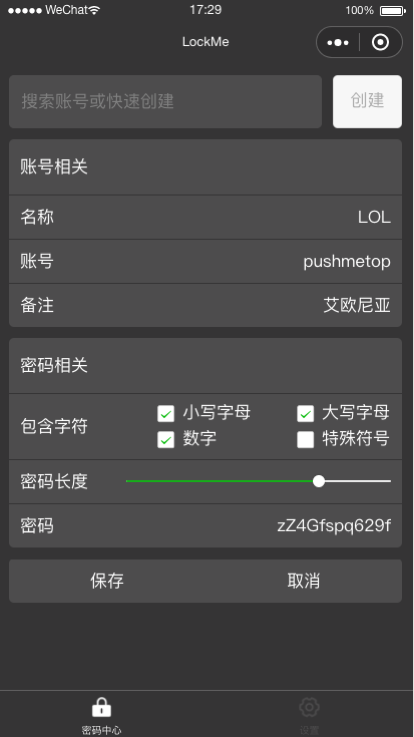 WeChat 17:29 100%
LockMe
搜索账号或快速创建 创建
账号相关
名称 LOL
账号 pushmetop
备注 艾欧尼亚
密码相关
包含字符 小写字母 大写字母
数字 特殊符号
密码长度
密码 zZ4Gfspq629f
保存 取消
密码中心 设置